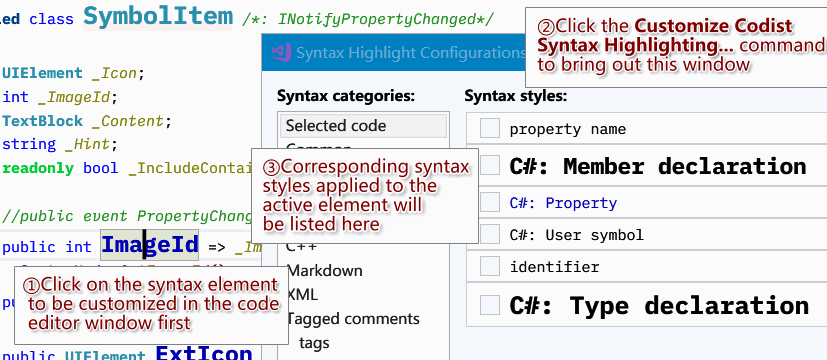 led class SymbolItem /*: INotifyPropertyChanged*/
UIElement _Icon;
int _ImageId;
TextBlock _Content;
string _Hint;
readonly bool _IncludeContai
//public event PropertyChang
public int ImageId => _Im
public UIElement ExtIcon
①Click on the syntax element
to be customized in the code
editor window first
Syntax Highlight Configurations
②Click the Customize Codist
Syntax Highlighting... command
to bring out this window
Syntax categories:
Selected code
Common
③Corresponding syntax
styles applied to the
active element will
be listed here
C++
Markdown
XML
Tagged comments
tags
Syntax styles:
property name
C#: Member declaration
C#: Property
C#: User symbol
identifier
C#: Type declaration